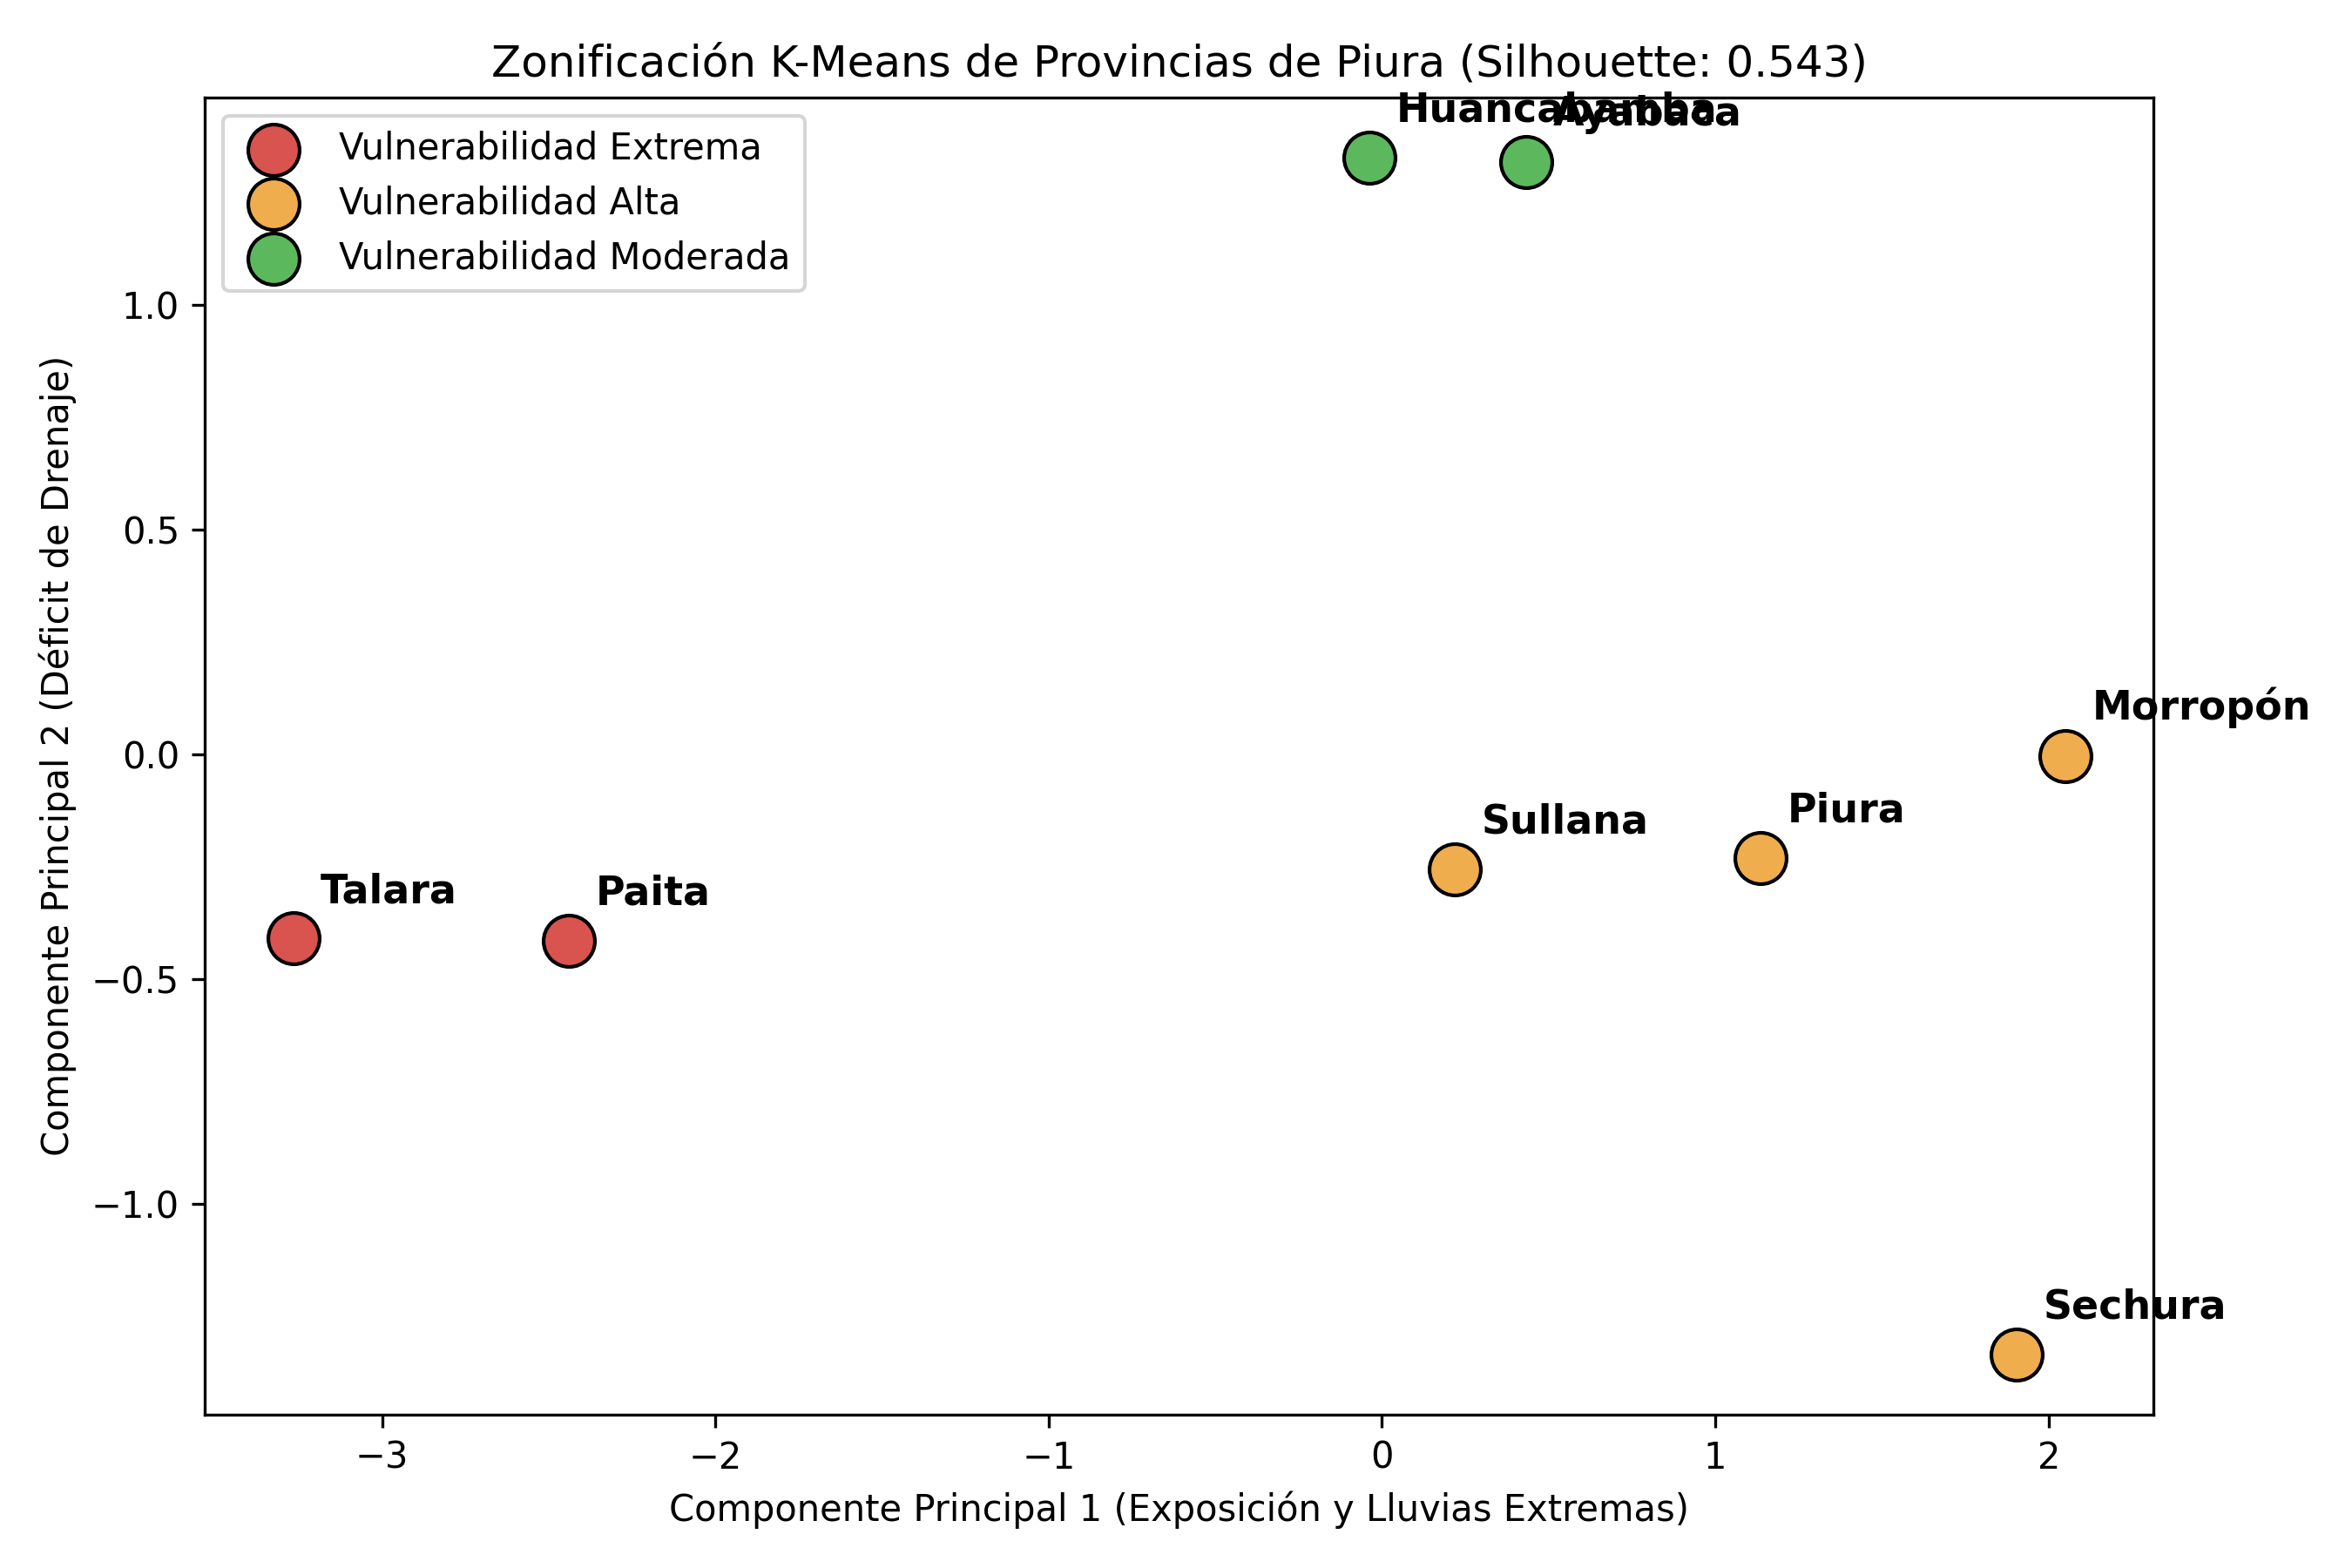 Zonificación K-Means de Provincias de Piura (Silhouette: 0.543)
Huancabamba
Ayabaca
Vulnerabilidad Extrema
Vulnerabilidad Alta
Vulnerabilidad Moderada
1.0
0.5
0.0
−0.5
−1.0
Componente Principal 2 (Déficit de Drenaje)
Morropón
Piura
Sullana
Talara
Paita
Sechura
−3
−2
−1
0
1
2
Componente Principal 1 (Exposición y Lluvias Extremas)